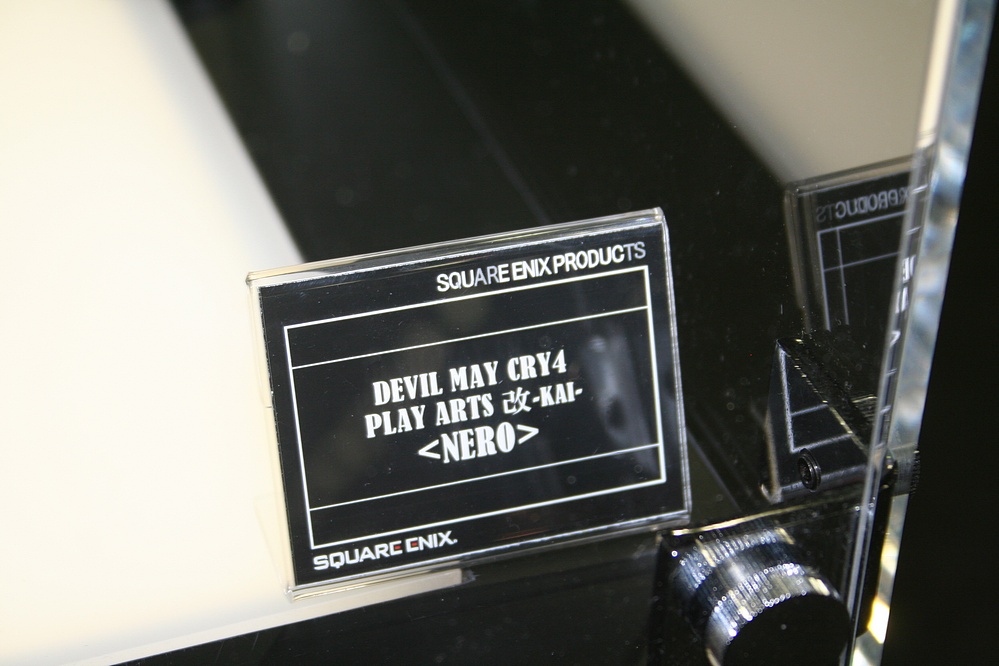 SQUARE ENIX PRODUCTS
DEVIL MAY CRY4
PLAY ARTS 改-KAI-
<NERO>
SQUARE ENIX.